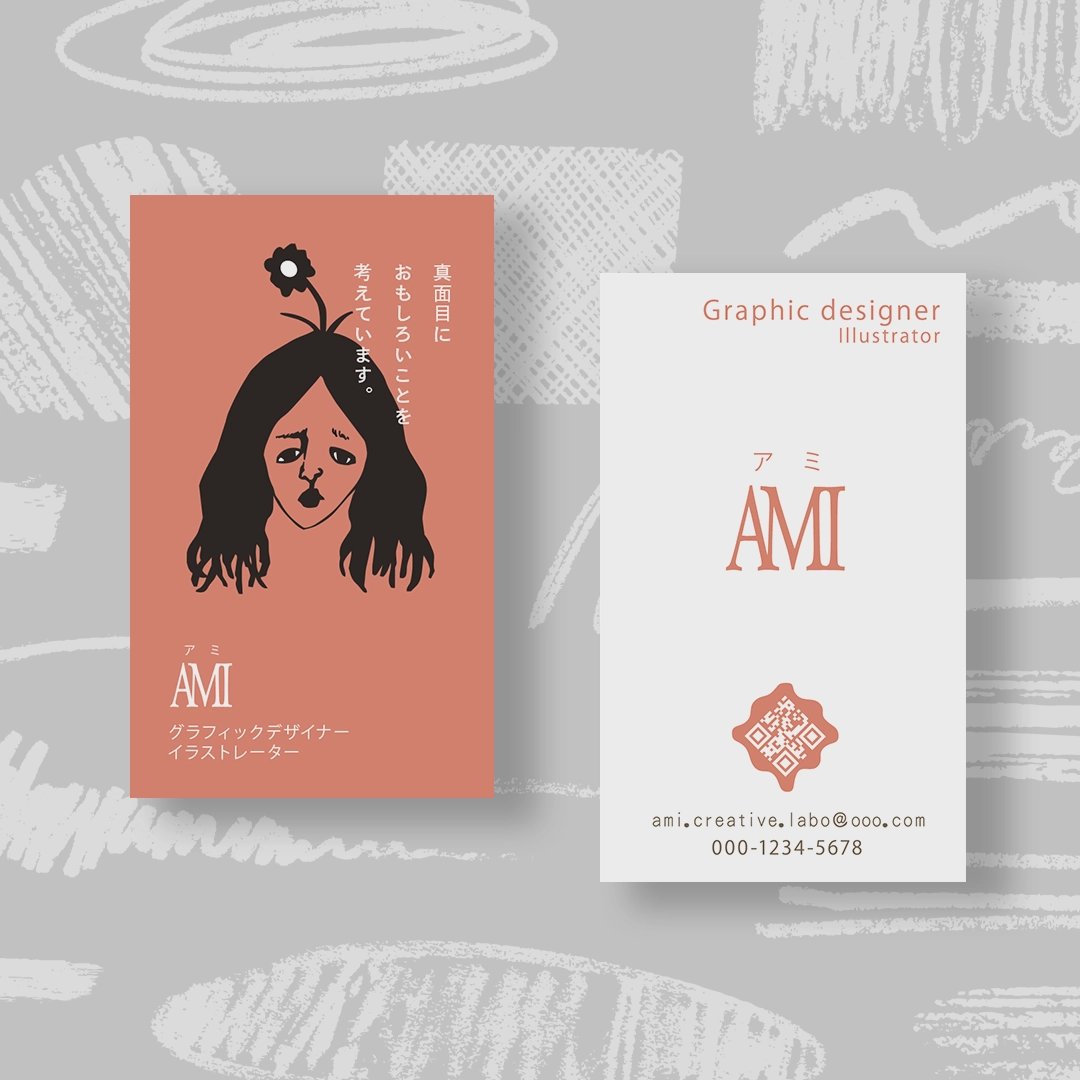 真面目に
おもしろいことを
考えています。
アミ
AMI
グラフィックデザイナー
イラストレーター
Graphic designer
Illustrator
アミ
AMI
ami.creative.labo@ooo.com
000-1234-5678